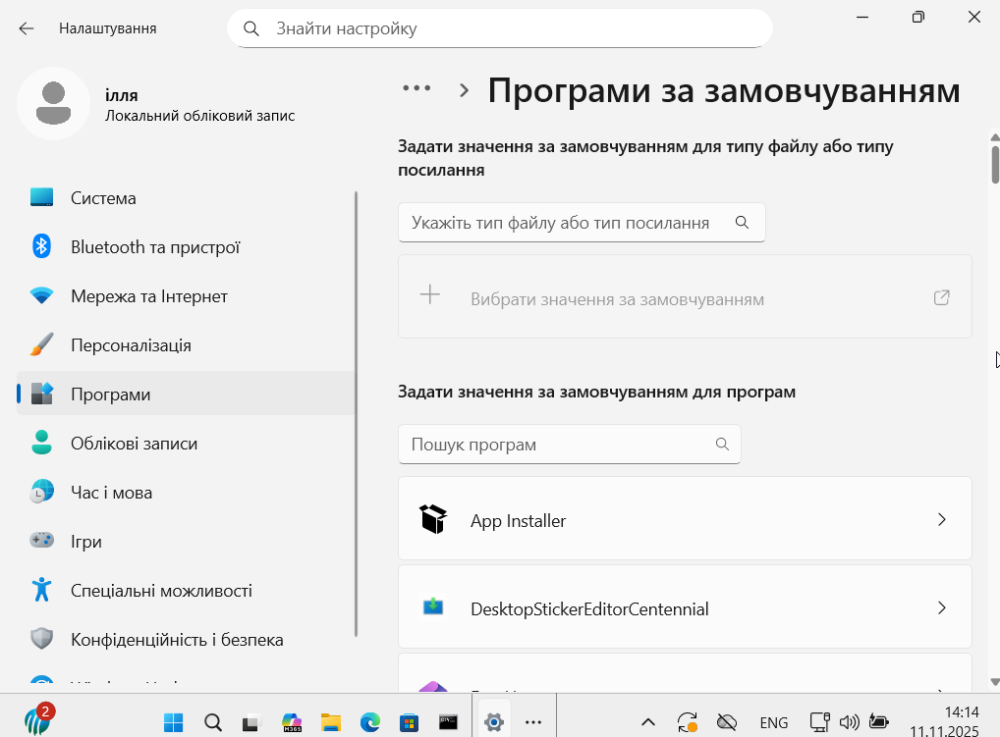 Налаштування
Знайти настройку
ілля
Локальний обліковий запис
Система
Bluetooth та пристрої
Мережа та Інтернет
Персоналізація
Програми
Облікові записи
Час і мова
Ігри
Спеціальні можливості
Конфіденційність і безпека
Програми за замовчуванням
Задати значення за замовчуванням для типу файлу або типу
посилання
Укажіть тип файлу або тип посилання
Вибрати значення за замовчуванням
Задати значення за замовчуванням для програм
Пошук програм
App Installer
DesktopStickerEditorCentennial
2
M365
ENG
14:14
11.11.2025